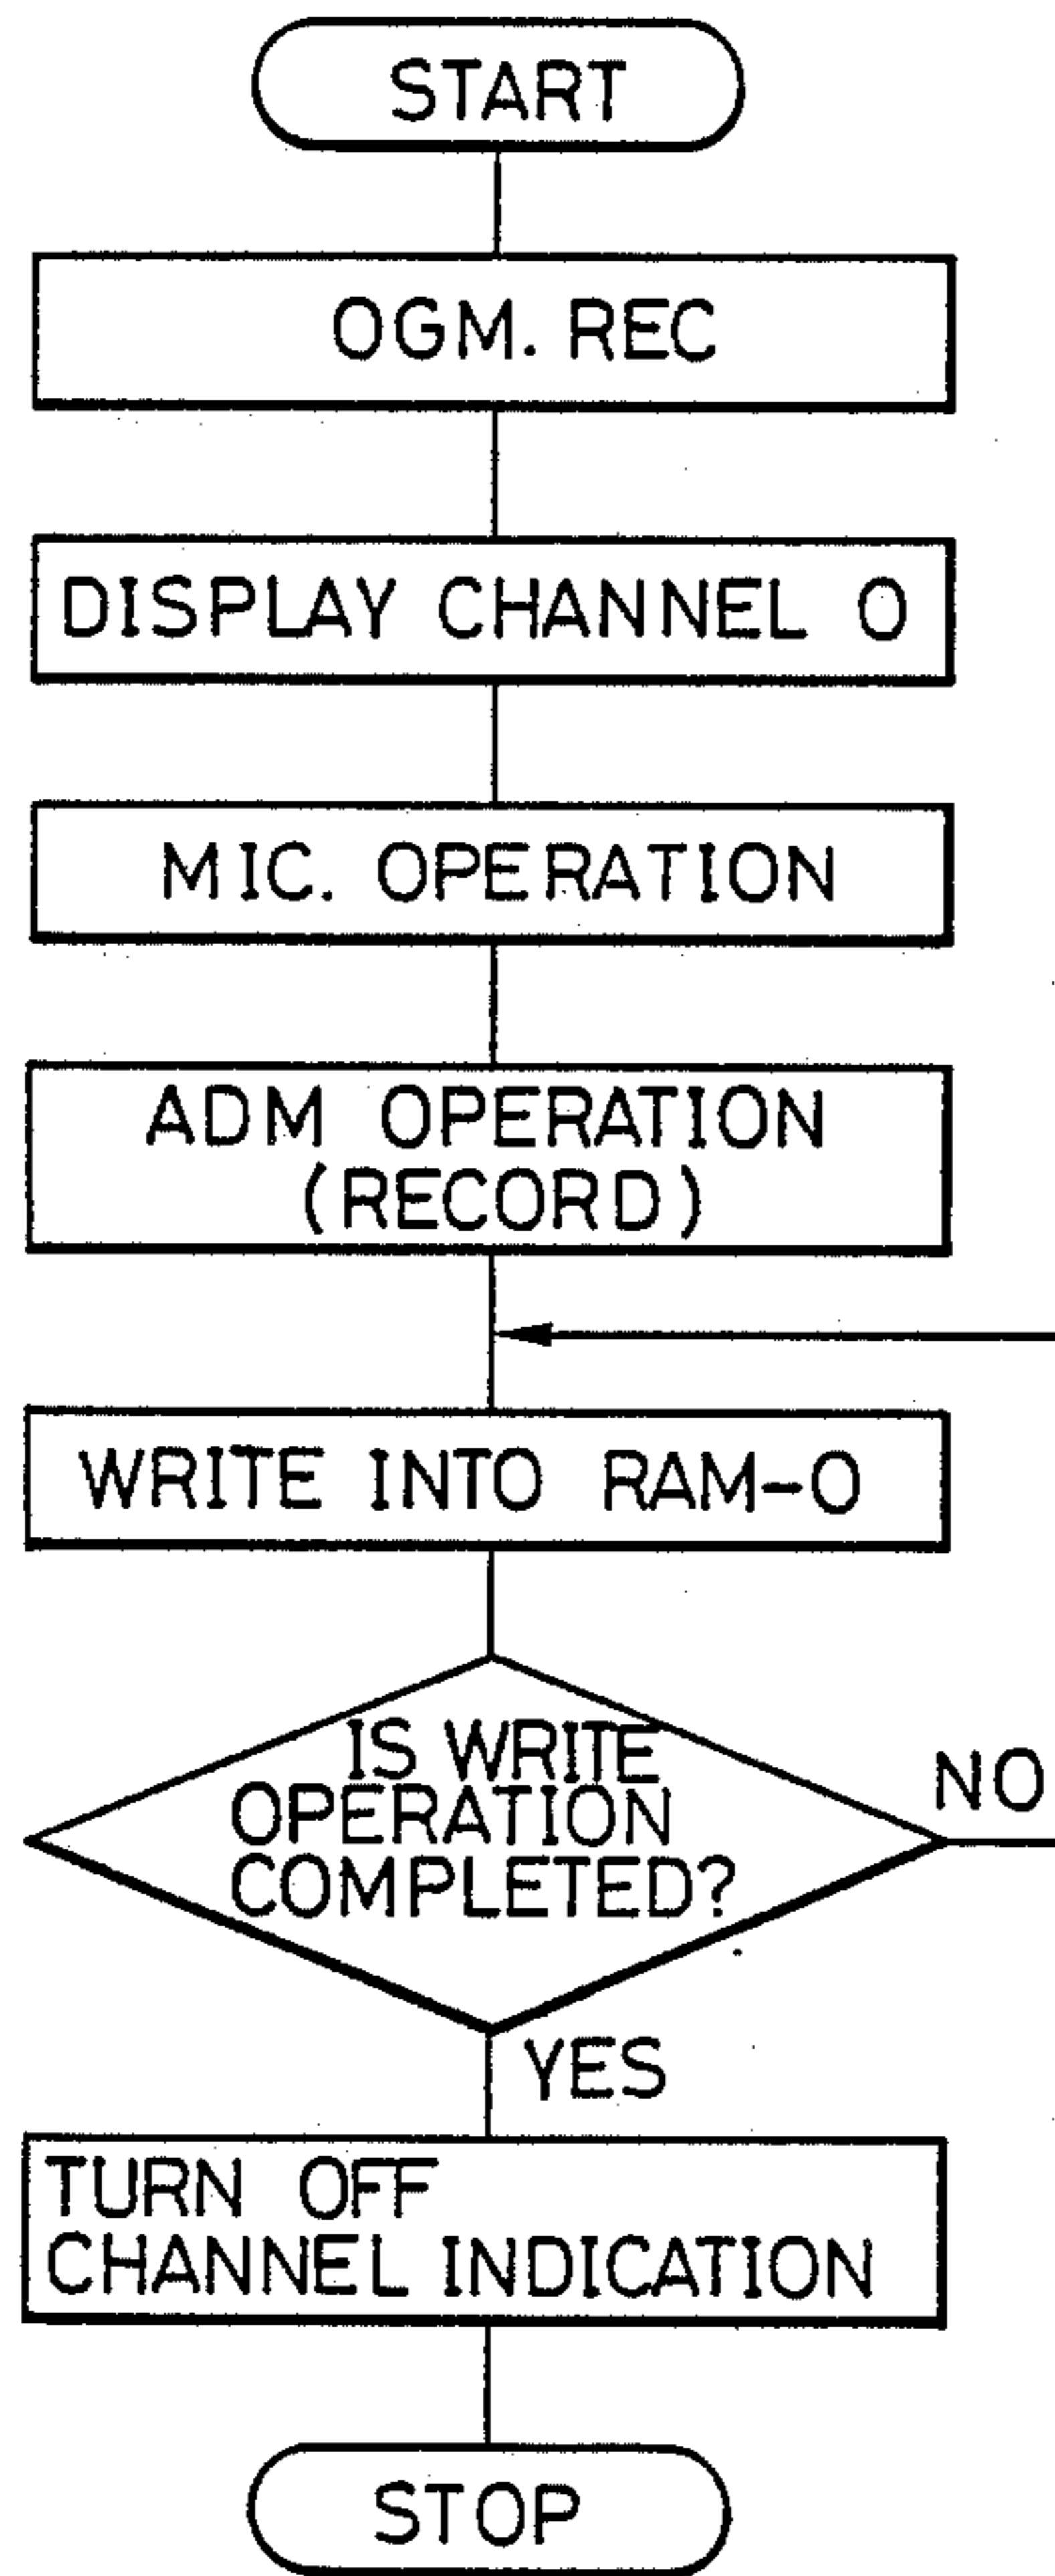 START
OGM. REC
DISPLAY CHANNEL 0
MIC. OPERATION
ADM OPERATION
(RECORD)
WRITE INTO RAM-0
IS WRITE
OPERATION
COMPLETED?
NO
YES
TURN OFF
CHANNEL INDICATION
STOP